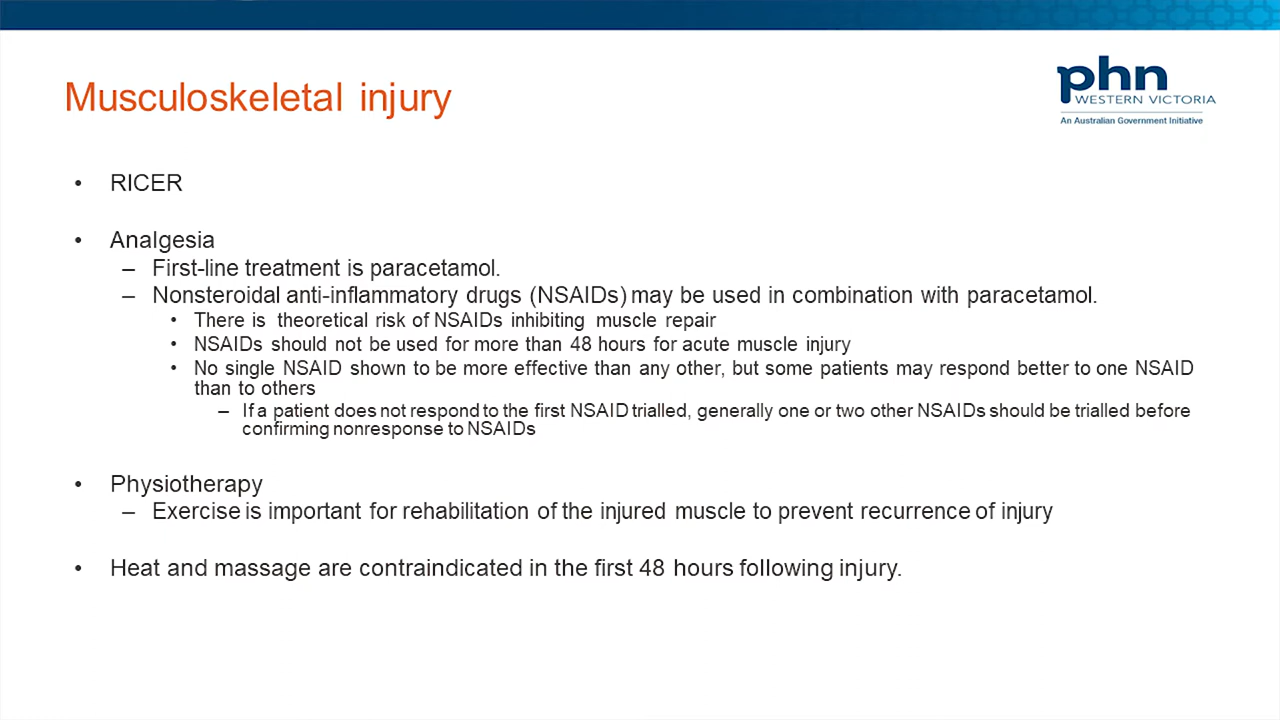 phn
WESTERN VICTORIA
An Australian Government Initiative
Musculoskeletal injury
• RICER
• Analgesia
– First-line treatment is paracetamol.
– Nonsteroidal anti-inflammatory drugs (NSAIDs) may be used in combination with paracetamol.
• There is theoretical risk of NSAIDs inhibiting muscle repair
• NSAIDs should not be used for more than 48 hours for acute muscle injury
• No single NSAID shown to be more effective than any other, but some patients may respond better to one NSAID
than to others
– If a patient does not respond to the first NSAID trialled, generally one or two other NSAIDs should be trialled before
confirming nonresponse to NSAIDs
• Physiotherapy
– Exercise is important for rehabilitation of the injured muscle to prevent recurrence of injury
• Heat and massage are contraindicated in the first 48 hours following injury.